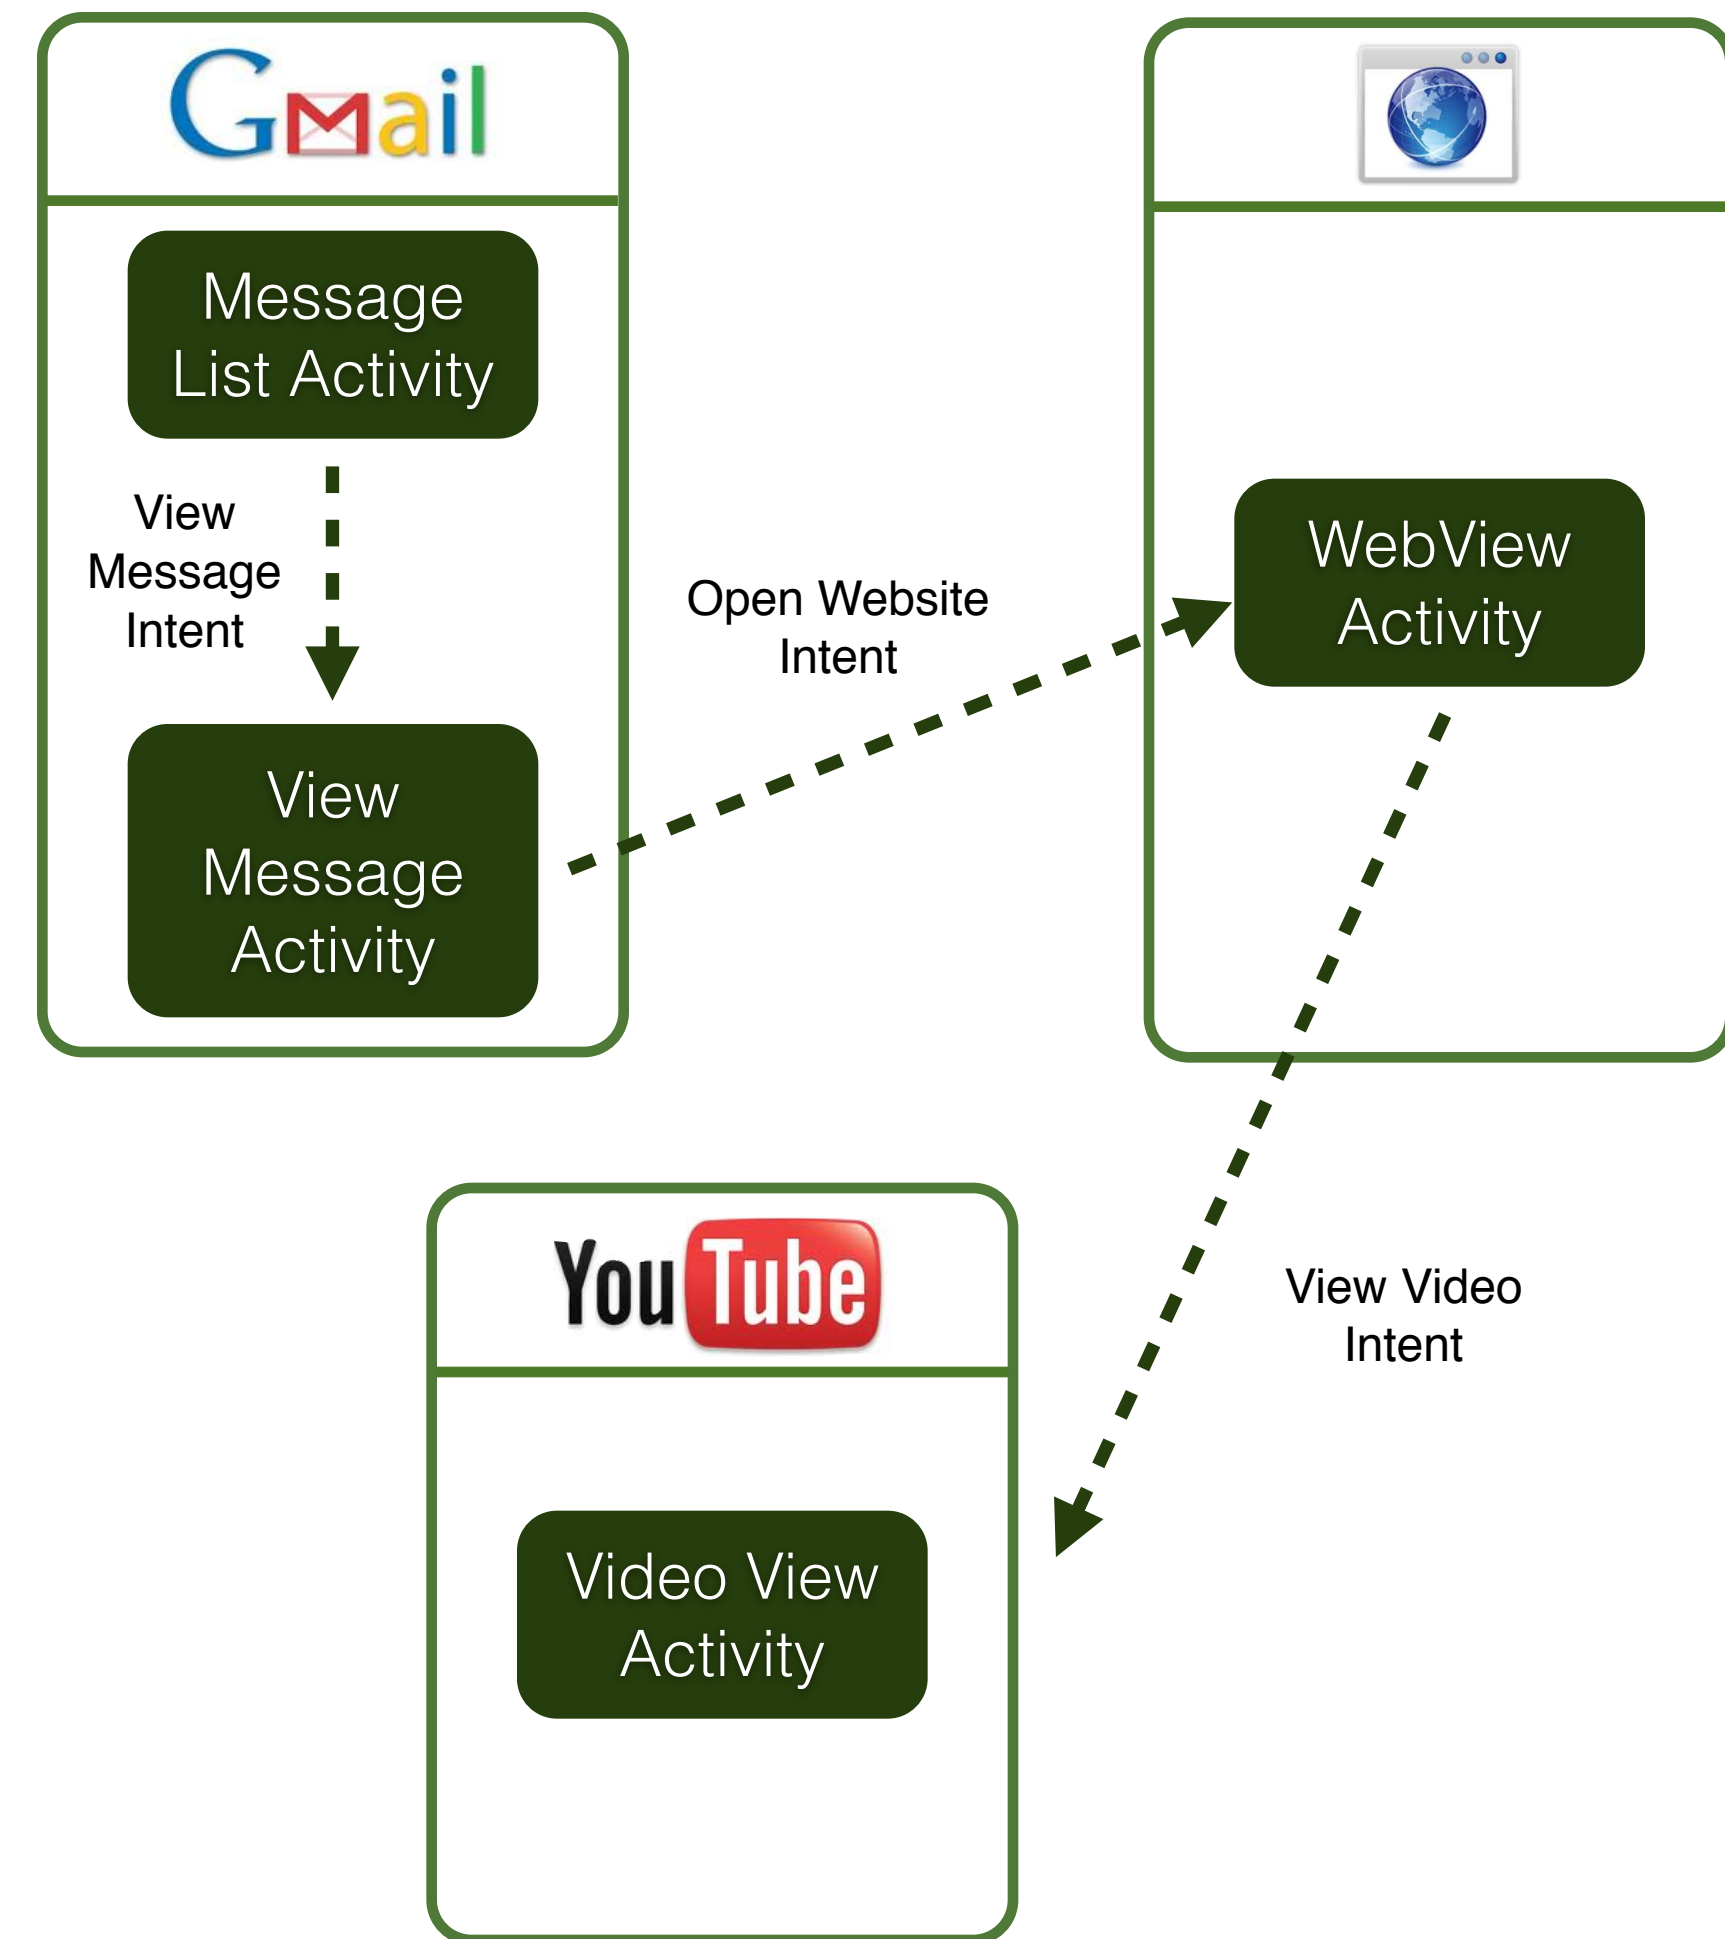 Gmail
Message
List Activity
View
Message
Intent
View
Message
Activity
Open Website
Intent
WebView
Activity
View Video
Intent
YouTube
Video View
Activity